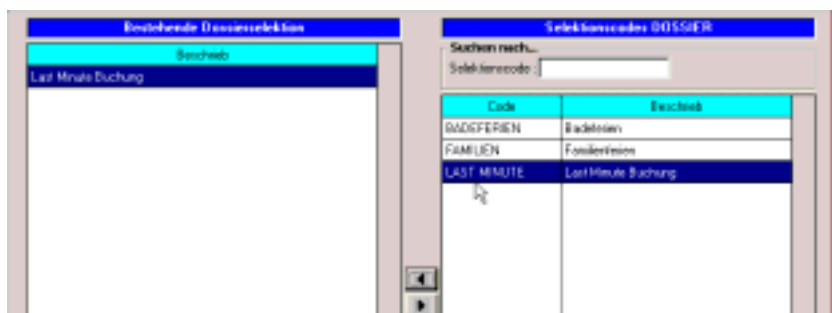 Bestehende Dossierselektion
Beschrieb
Last Minute Buchung
Selektionscodes DOSSIER
Suchen nach...
Selektionscode :
Code Beschrieb
BADEFERIEN Badeferien
FAMILIEN Familienferien
LAST MINUTE Last Minute Buchung